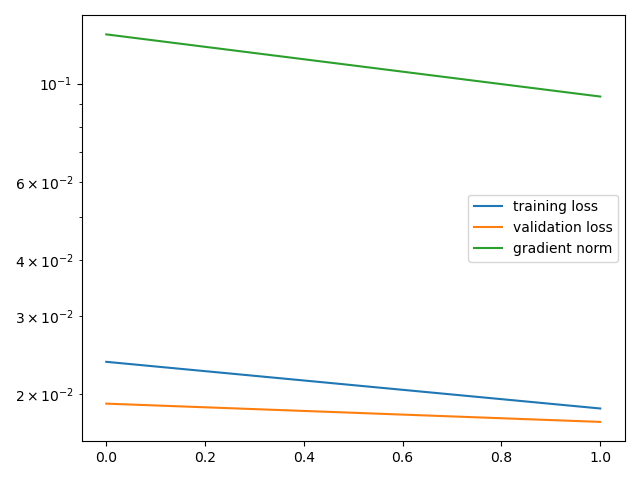 10⁻¹
6 × 10⁻²
4 × 10⁻²
3 × 10⁻²
2 × 10⁻²
training loss
validation loss
gradient norm
0.0 0.2 0.4 0.6 0.8 1.0